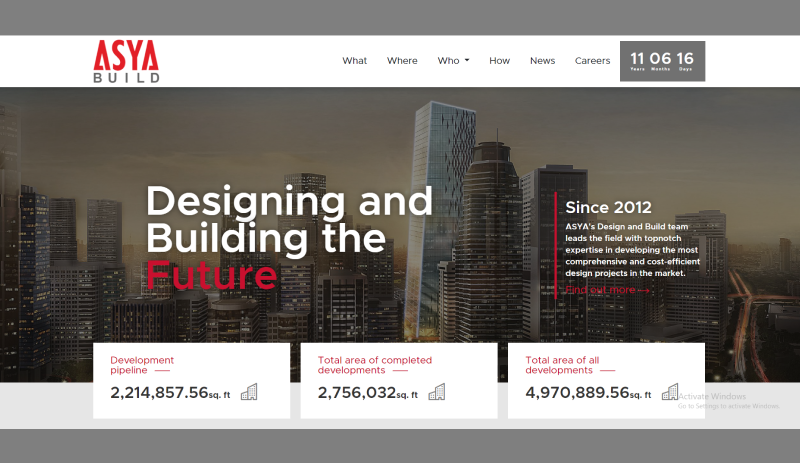 ASYA
BUILD
What Where Who How News Careers
11 06 16
Years Months Days
Designing and
Building the
Future
Since 2012
ASYA's Design and Build team
leads the field with topnotch
expertise in developing the most
comprehensive and cost-efficient
design projects in the market.
Find out more
Development
pipeline
2,214,857.56sq. ft
Total area of completed
developments
2,756,032sq. ft
Total area of all
developments
4,970,889.56sq. ft
Activate Windows
Go to Settings to activate Windows.